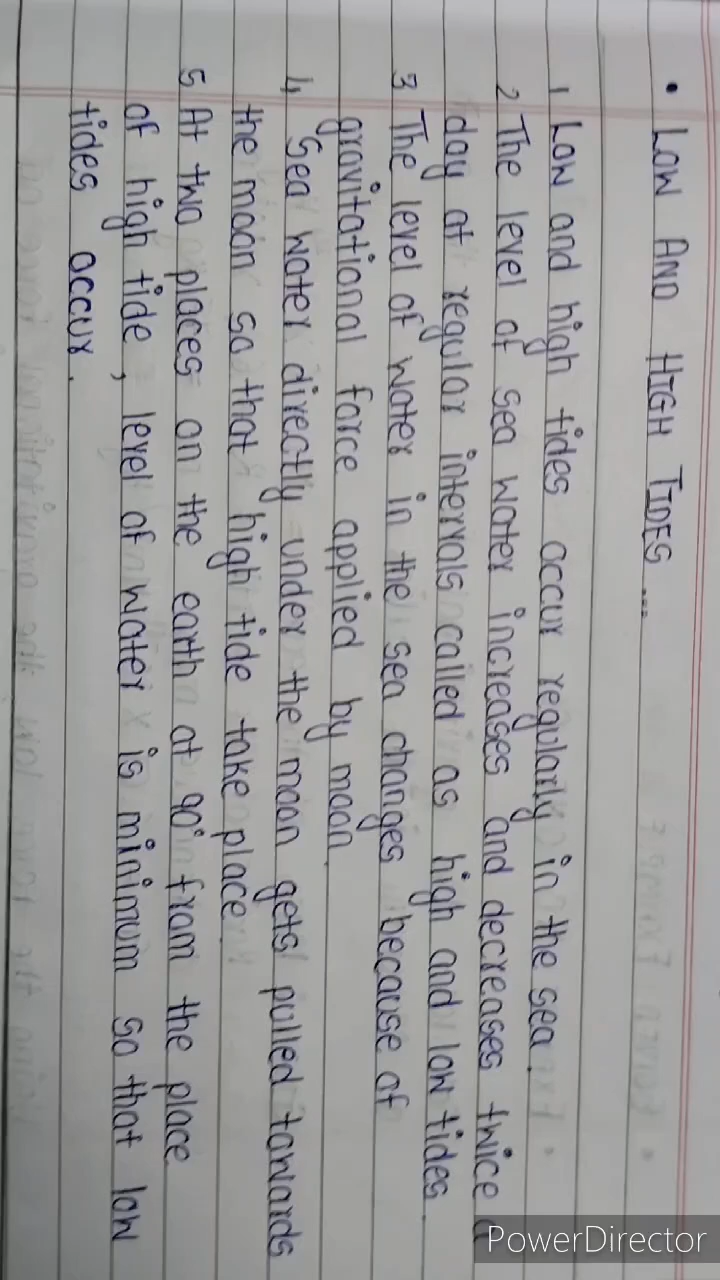 • LOW AND HIGH TIDES ...
1 Low and high tides occur regularly in the sea.
2 The level of sea water increases and decreases twice a
day at regular intervals called as high and low tides.
3 The level of water in the sea changes because of
gravitational force applied by moon.
4 Sea water directly under the moon gets pulled towards
the moon so that high tide take place.
5 At two places on the earth at 90° from the place
of high tide, level of water is minimum so that low
tides occur.
PowerDirector